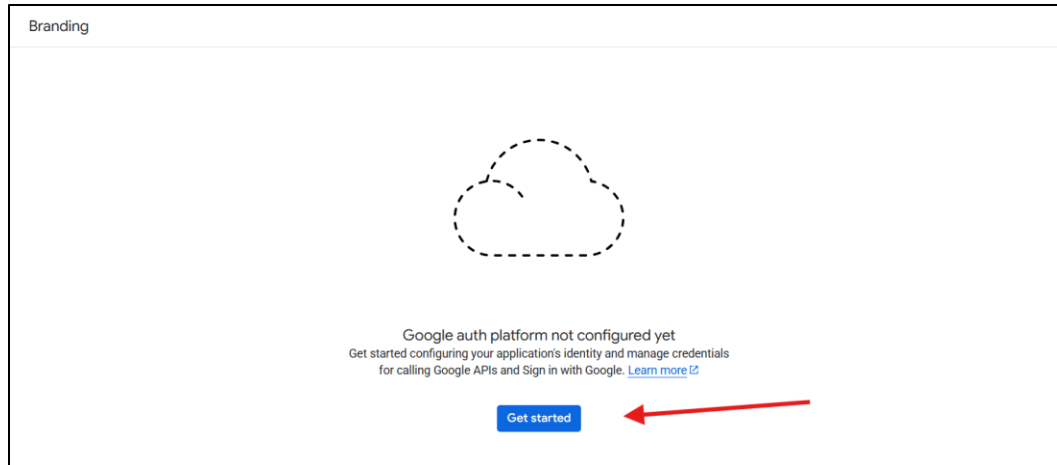 Branding
Google auth platform not configured yet
Get started configuring your application's identity and manage credentials
for calling Google APIs and Sign in with Google. Learn more
Get started